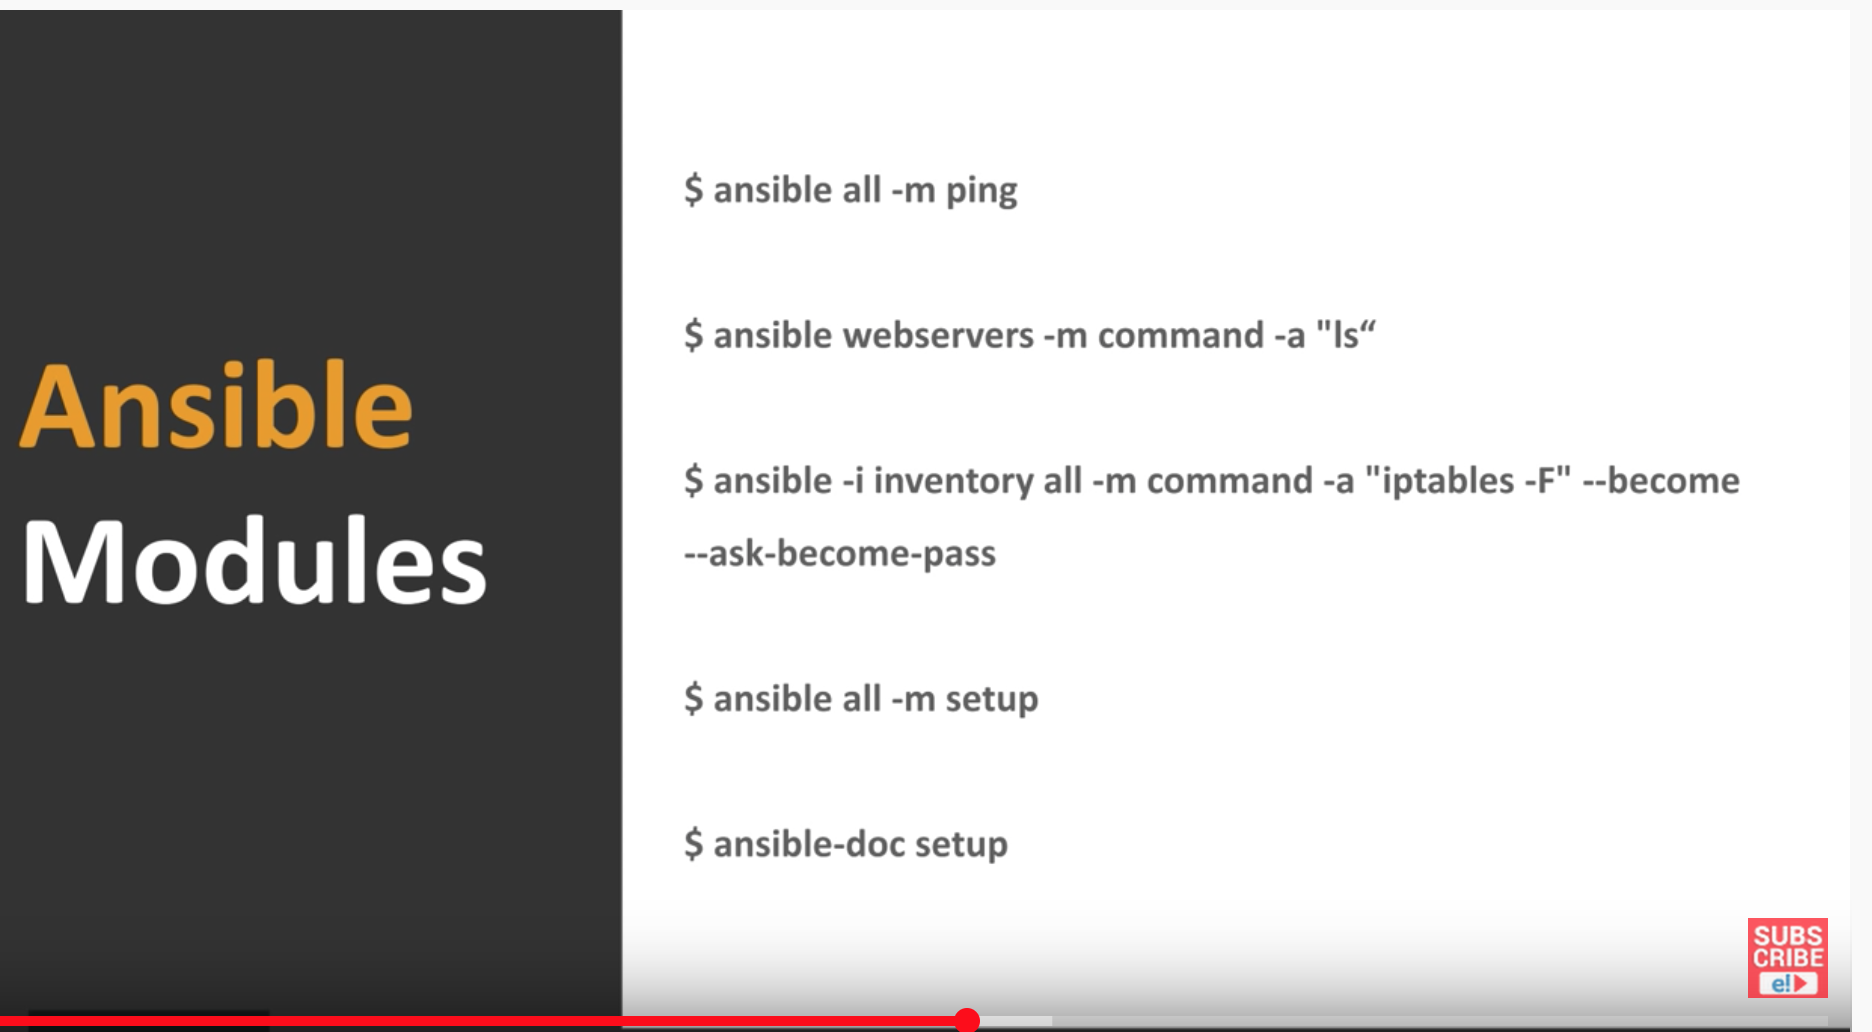 Ansible
Modules
$ ansible all -m ping
$ ansible webservers -m command -a "ls“
$ ansible -i inventory all -m command -a "iptables -F" --become
--ask-become-pass
$ ansible all -m setup
$ ansible-doc setup
SUBS
CRIBE
e!